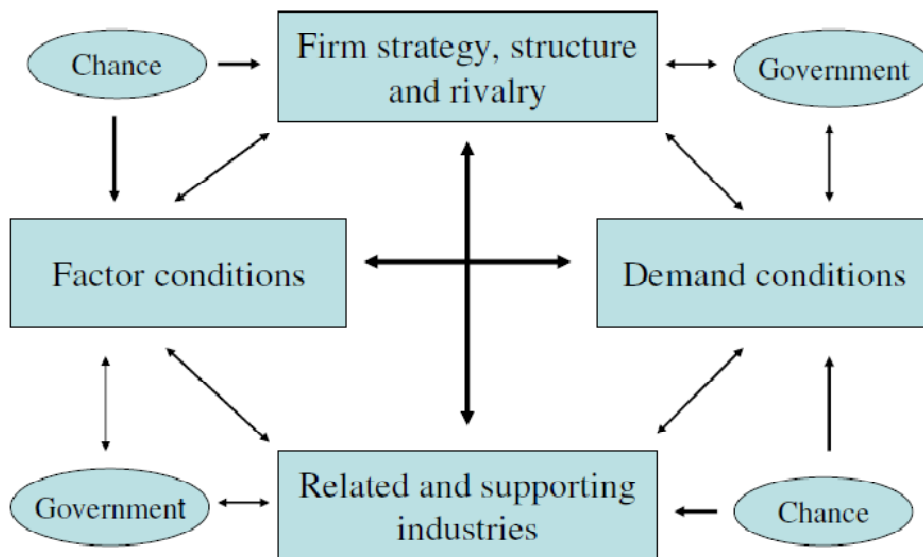 Chance
Firm strategy, structure
and rivalry
Government
Factor conditions
Demand conditions
Government
Related and supporting
industries
Chance